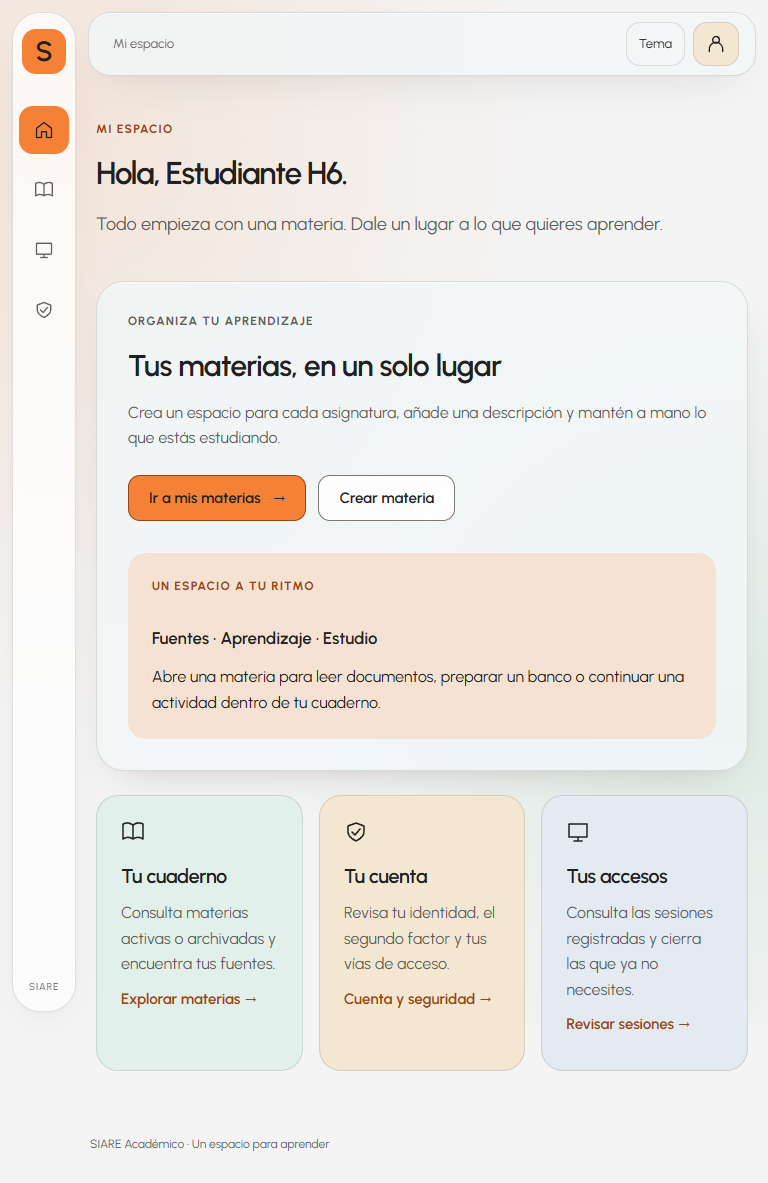 S
Mi espacio
Tema
MI ESPACIO
Hola, Estudiante H6.
Todo empieza con una materia. Dale un lugar a lo que quieres aprender.
ORGANIZA TU APRENDIZAJE
Tus materias, en un solo lugar
Crea un espacio para cada asignatura, añade una descripción y mantén a mano lo
que estás estudiando.
Ir a mis materias →
Crear materia
UN ESPACIO A TU RITMO
Fuentes · Aprendizaje · Estudio
Abre una materia para leer documentos, preparar un banco o continuar una
actividad dentro de tu cuaderno.
Tu cuaderno
Consulta materias
activas o archivadas y
encuentra tus fuentes.
Explorar materias →
Tu cuenta
Revisa tu identidad, el
segundo factor y tus
vías de acceso.
Cuenta y seguridad →
Tus accesos
Consulta las sesiones
registradas y cierra
las que ya no
necesites.
Revisar sesiones →
SIARE
SIARE Académico · Un espacio para aprender